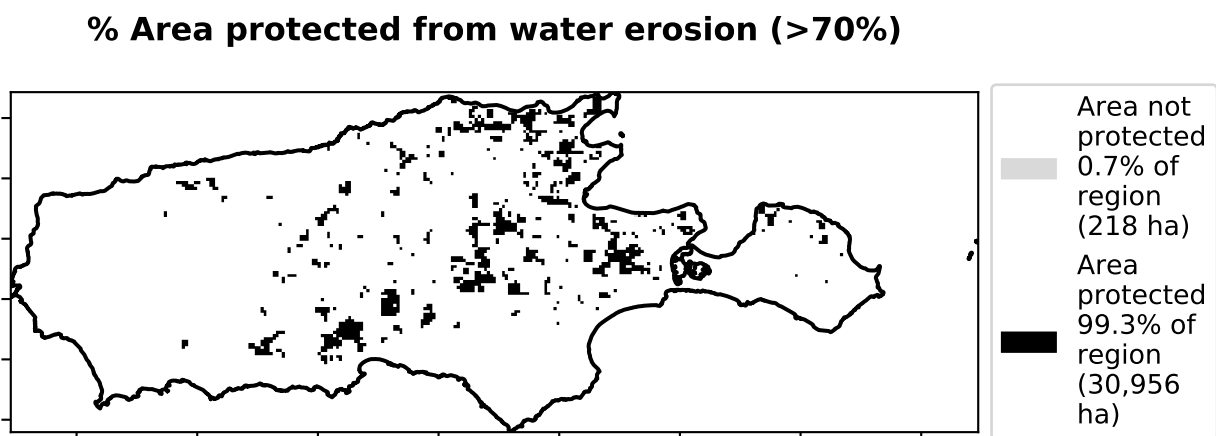 % Area protected from water erosion (>70%)
Area not
protected
0.7% of
region
(218 ha)
Area
protected
99.3% of
region
(30,956
ha)